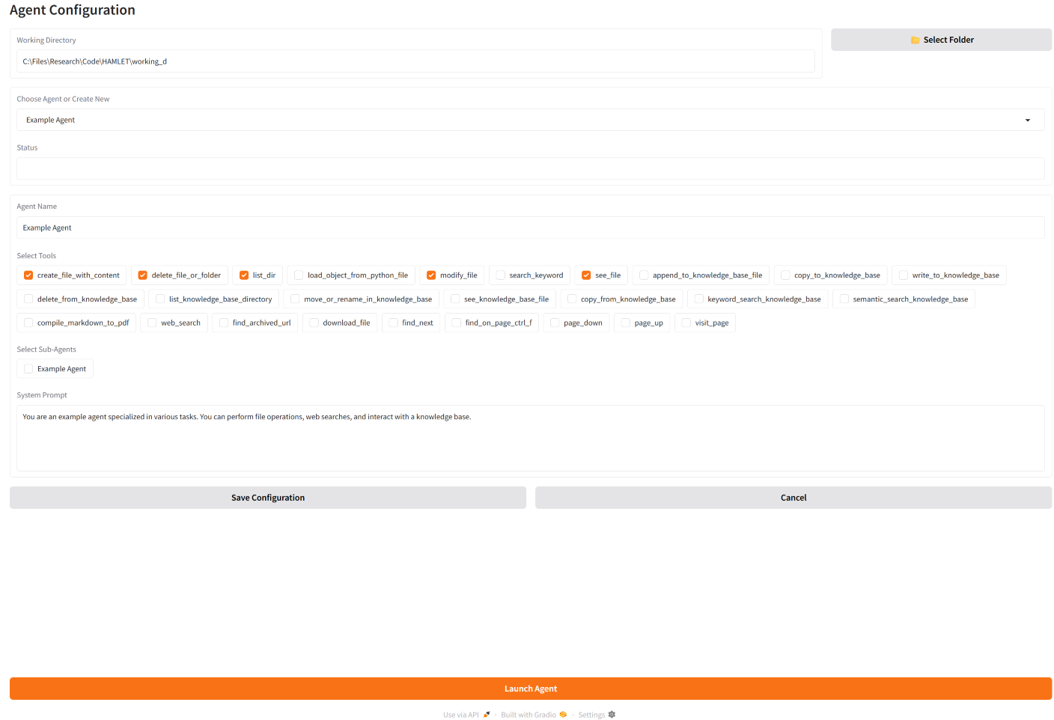 Agent Configuration
Working Directory
C:\Files\Research\Code\HAMLET\working_d
Select Folder
Choose Agent or Create New
Example Agent
Status
Agent Name
Example Agent
Select Tools
create_file_with_content delete_file_or_folder list_dir load_object_from_python_file modify_file search_keyword see_file append_to_knowledge_base_file copy_to_knowledge_base write_to_knowledge_base
delete_from_knowledge_base list_knowledge_base_directory move_or_rename_in_knowledge_base see_knowledge_base_file copy_from_knowledge_base keyword_search_knowledge_base semantic_search_knowledge_base
compile_markdown_to_pdf web_search find_archived_url download_file find_next find_on_page_ctrl_f page_down page_up visit_page
Select Sub-Agents
Example Agent
System Prompt
You are an example agent specialized in various tasks. You can perform file operations, web searches, and interact with a knowledge base.
Save Configuration Cancel
Launch Agent
Use via API · Built with Gradio · Settings